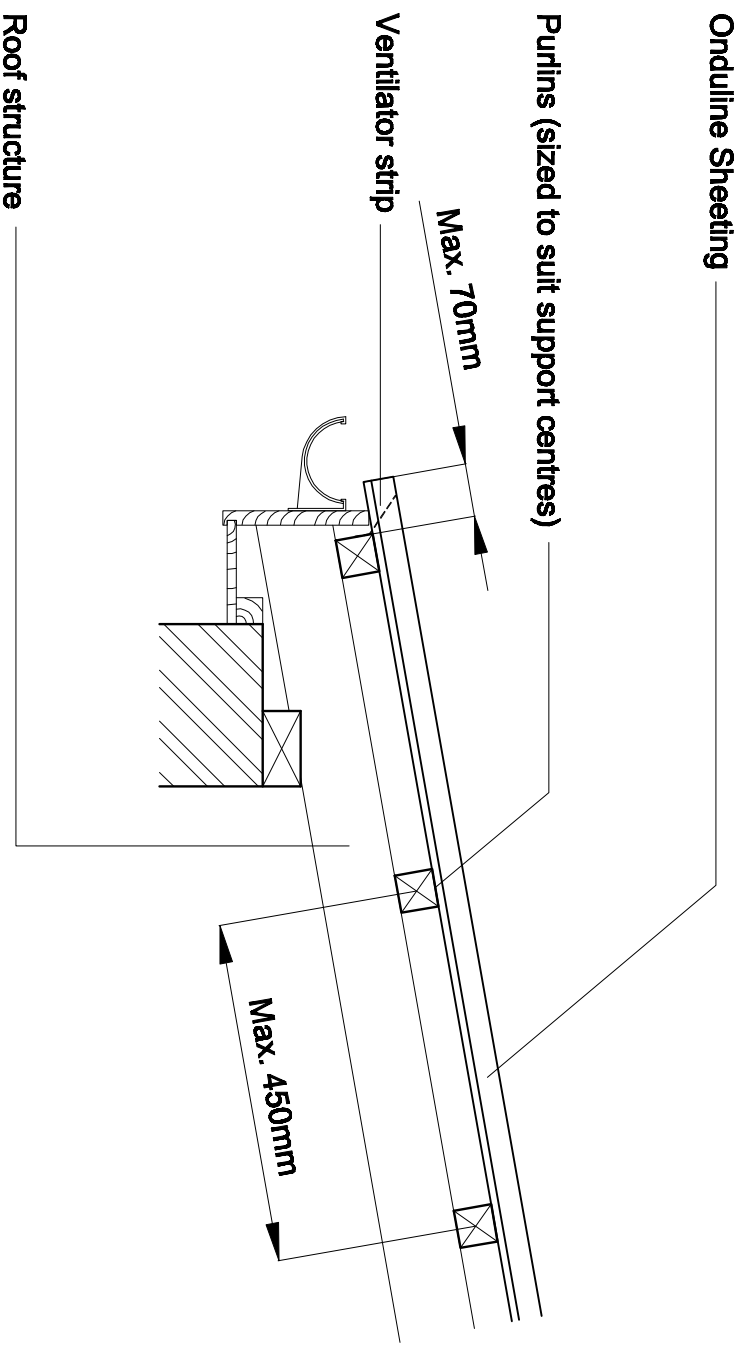 Onduline Sheeting
Purlins (sized to suit support centres)
Max. 70mm
Ventilator strip
Max. 450mm
Roof structure